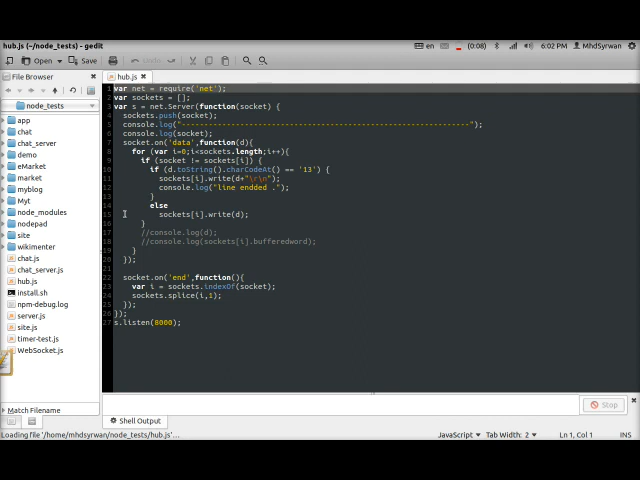 hub.js (~/node_tests) - gedit
en (0:08) 6:02 PM MhdSyrwan
Open Save Undo
File Browser
hub.js
node_tests
app
chat
chat_server
demo
eMarket
market
myblog
Myt
node_modules
nodepad
site
wikimenter
chat.js
chat_server.js
hub.js
install.sh
npm-debug.log
server.js
site.js
timer-test.js
WebSocket.js
Match Filename
1 var net = require('net');
2 var sockets = [];
3 var s = net.Server(function(socket) {
4 sockets.push(socket);
5 console.log("----------------------------------------------------------------");
6 console.log(socket);
7 socket.on('data',function(d){
8 for (var i=0;i<sockets.length;i++){
9 if (socket != sockets[i]) {
10 if (d.toString().charCodeAt() == '13') {
11 sockets[i].write(d+"\r\n");
12 console.log("line endded .");
13 }
14 else
15 sockets[i].write(d);
16 }
17 //console.log(d);
18 //console.log(sockets[i].bufferedword);
19 }
20 });
21
22 socket.on('end',function(){
23 var i = sockets.indexOf(socket);
24 sockets.splice(i,1);
25 });
26 });
27 s.listen(8000);
Stop
Shell Output
Loading file '/home/mhdsyrwan/node_tests/hub.js'... JavaScript Tab Width: 2 Ln 1, Col 1 INS